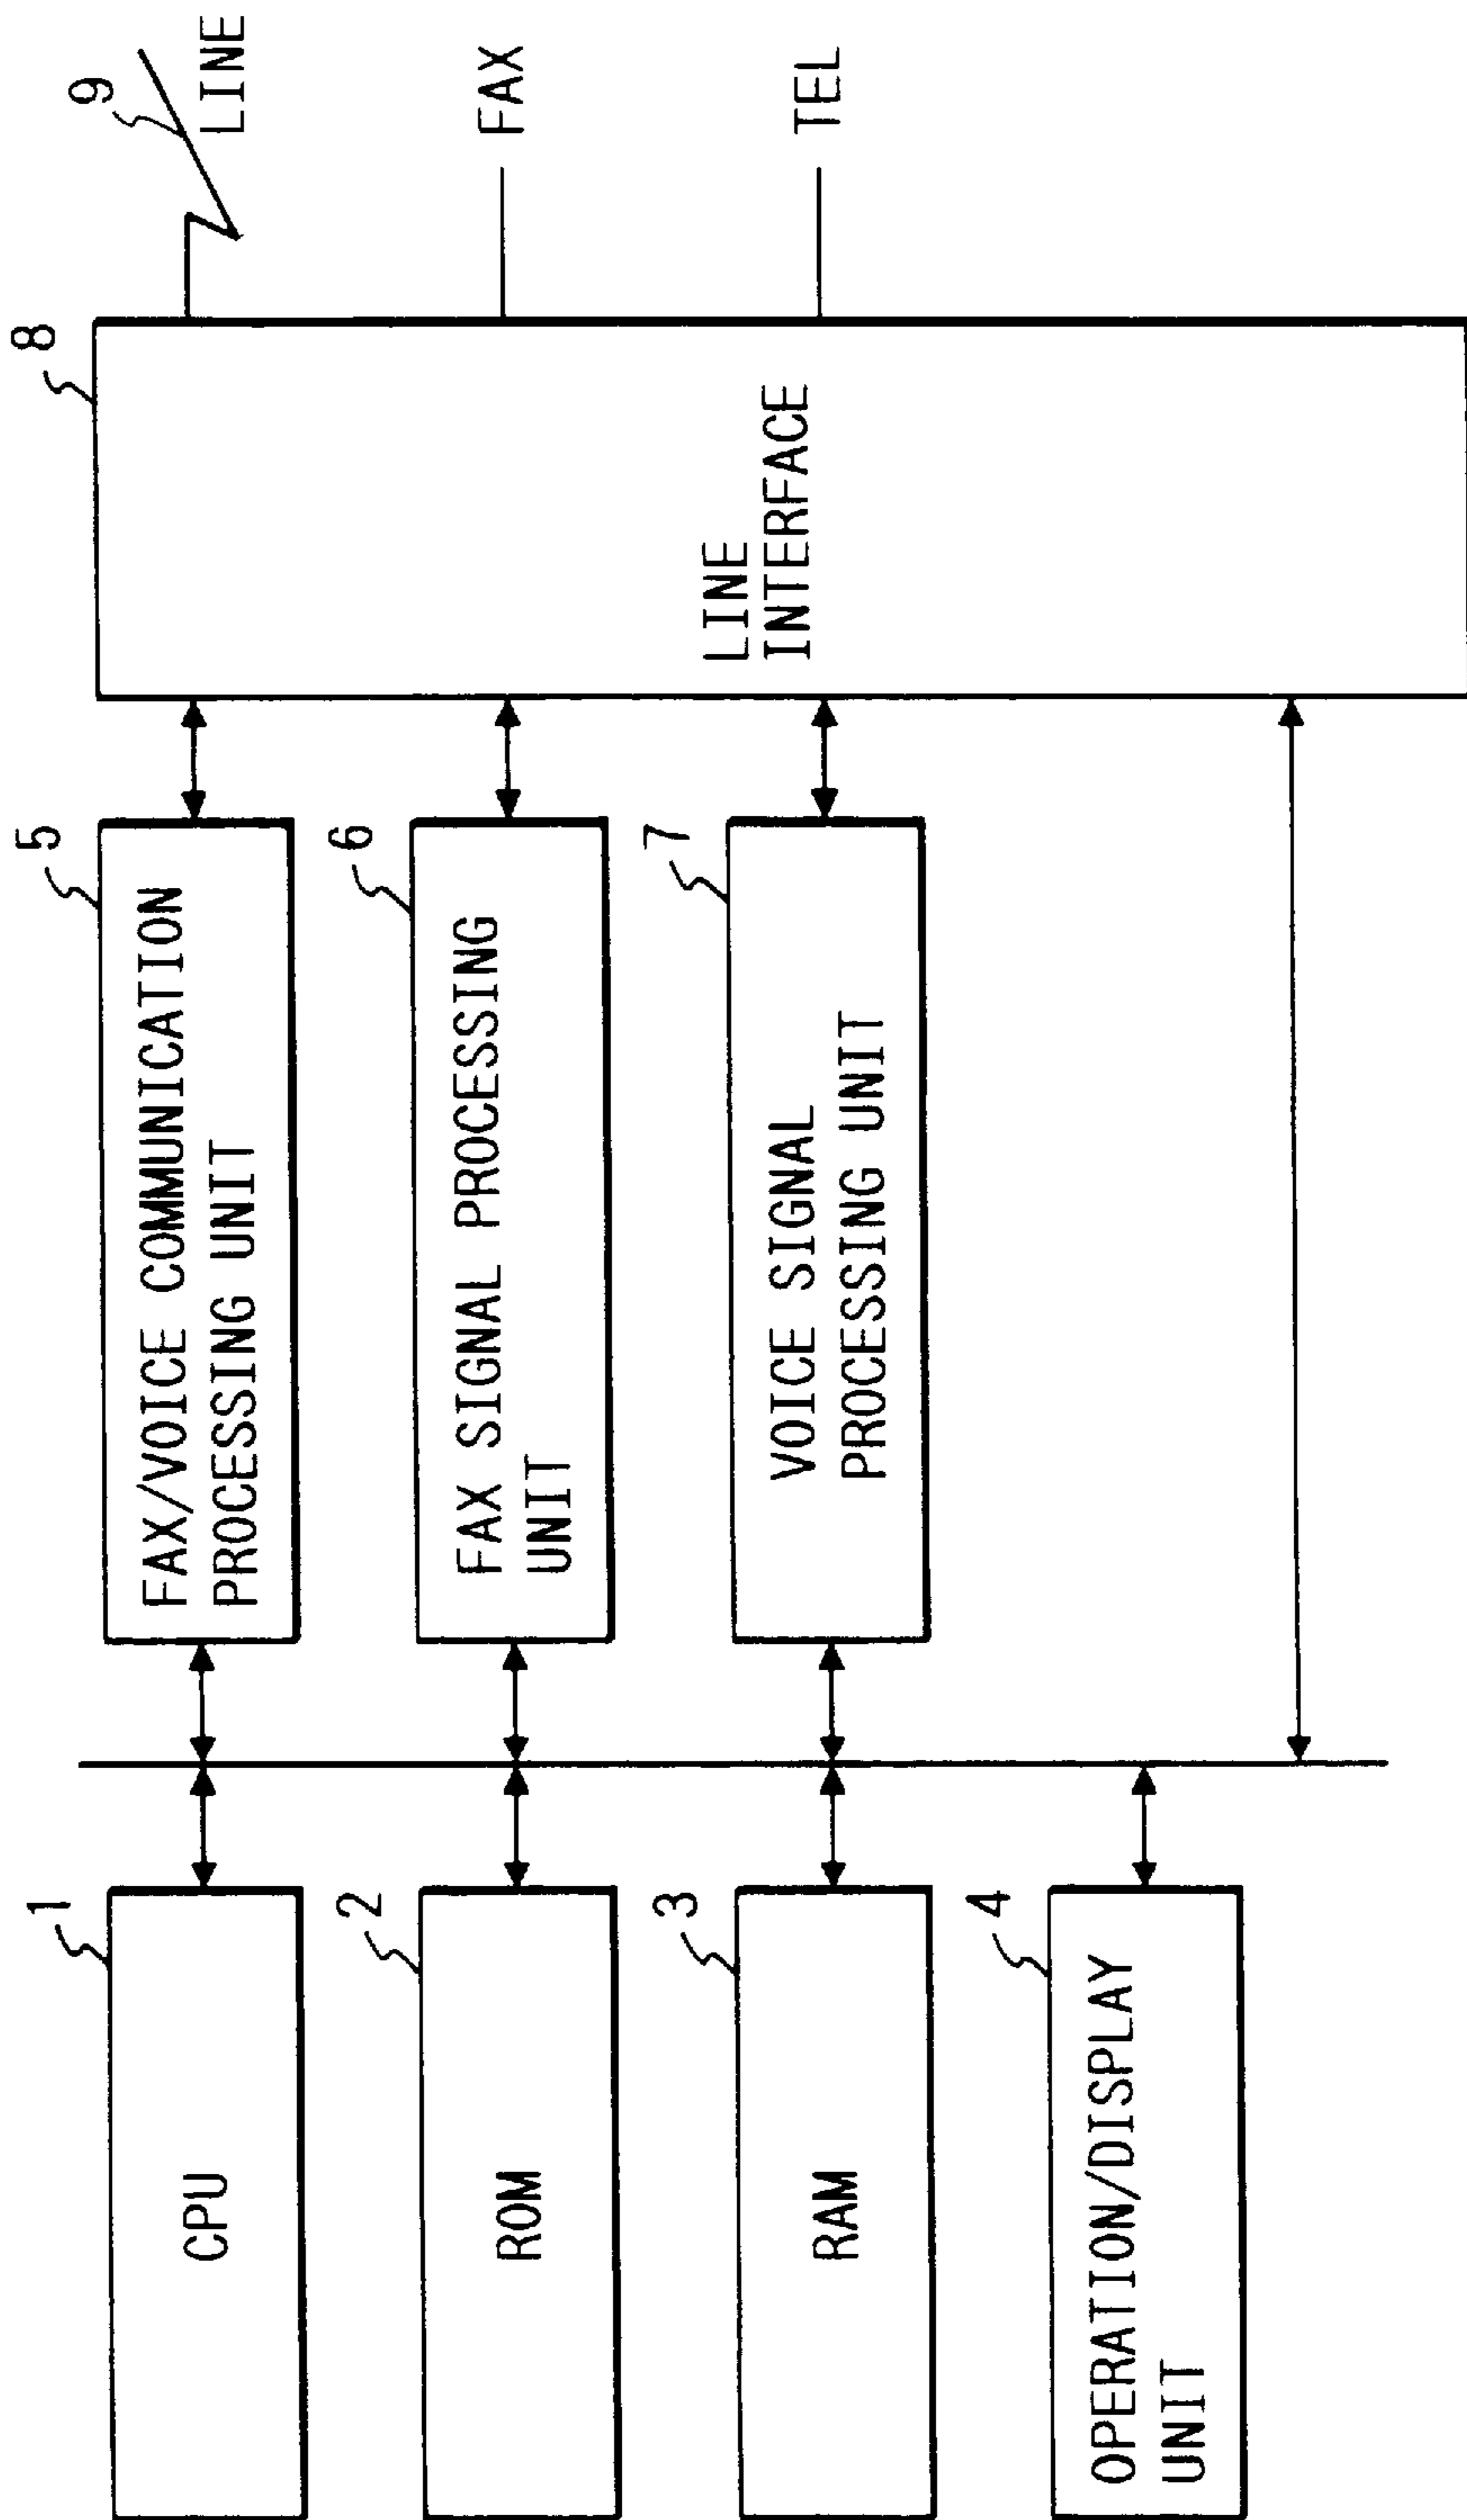 1
CPU
2
ROM
3
RAM
4
OPERATION/DISPLAY
UNIT
5
FAX/VOICE COMMUNICATION
PROCESSING UNIT
6
FAX SIGNAL PROCESSING
UNIT
7
VOICE SIGNAL
PROCESSING UNIT
8
LINE
INTERFACE
9
LINE
FAX
TEL